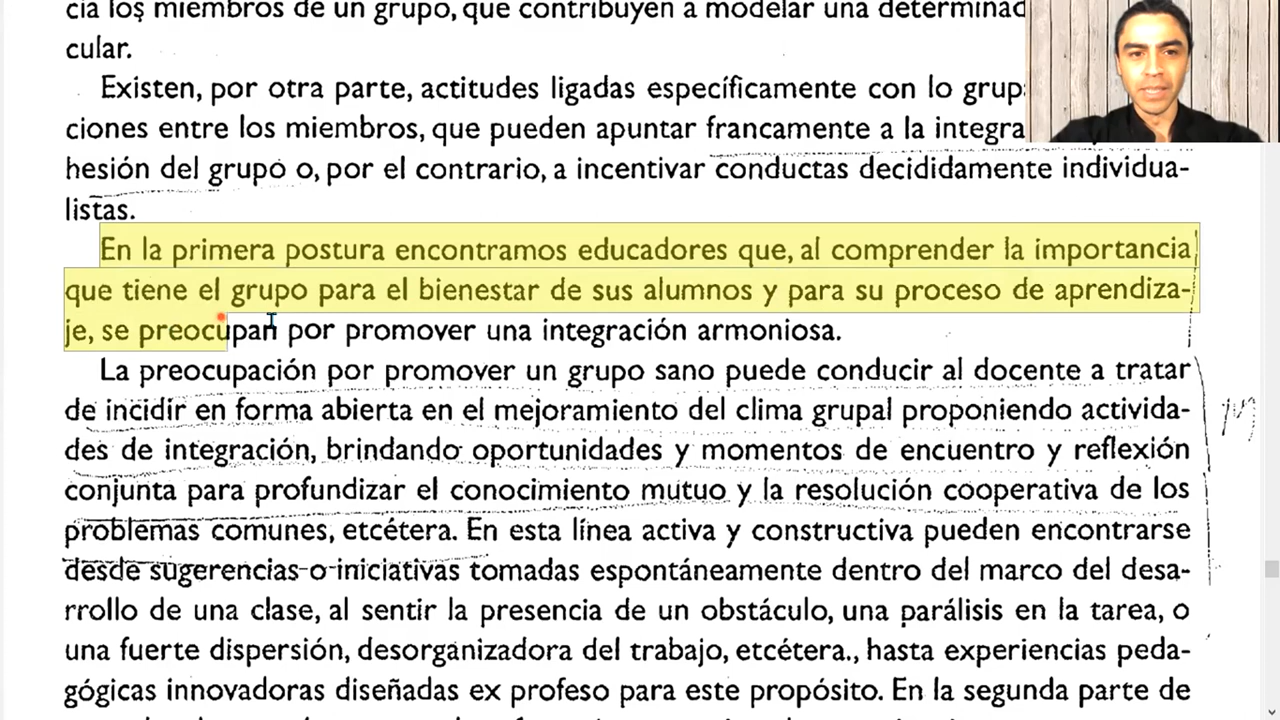 cia los miembros de un grupo, que contribuyen a modelar una
cular.
Existen, por otra parte, actitudes ligadas específicamente con lo
ciones entre los miembros, que pueden apuntar francamente a la
hesión del grupo o, por el contrario, a incentivar conductas decididamente individua-
listas.
En la primera postura encontramos educadores que, al comprender la importancia
que tiene el grupo para el bienestar de sus alumnos y para su proceso de aprendiza-
je, se preocupan por promover una integración armoniosa.
La preocupación por promover un grupo sano puede conducir al docente a tratar
de incidir en forma abierta en el mejoramiento del clima grupal proponiendo activida-
des de integración, brindando oportunidades y momentos de encuentro y reflexión
conjunta para profundizar el conocimiento mutuo y la resolución cooperativa de los
problemas comunes, etcétera. En esta línea activa y constructiva pueden encontrarse
desde sugerencias o iniciativas tomadas espontáneamente dentro del marco del desa-
rrollo de una clase, al sentir la presencia de un obstáculo, una parálisis en la tarea, o
una fuerte dispersión, desorganizadora del trabajo, etcétera., hasta experiencias peda-
gógicas innovadoras diseñadas ex profeso para este propósito. En la segunda parte de